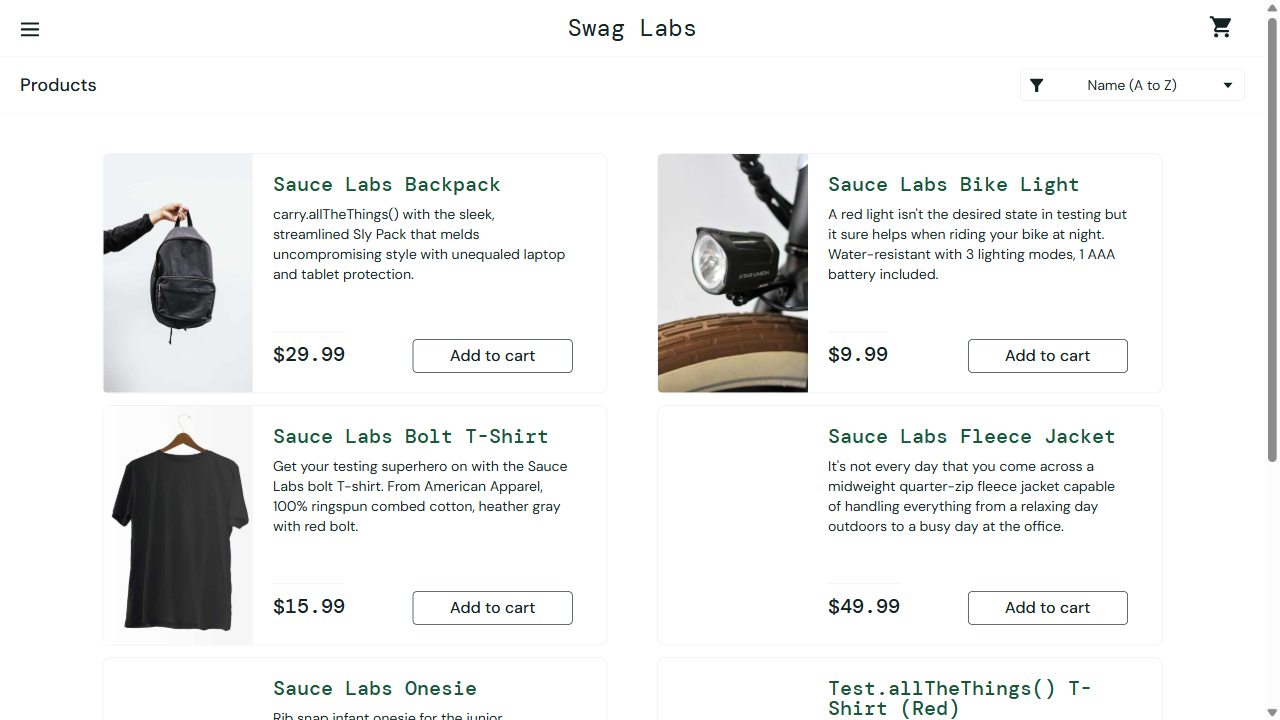 Swag Labs
Products
Name (A to Z)
Sauce Labs Backpack
carry.allTheThings() with the sleek,
streamlined Sly Pack that melds
uncompromising style with unequaled laptop
and tablet protection.
$29.99
Add to cart
Sauce Labs Bike Light
A red light isn't the desired state in testing but
it sure helps when riding your bike at night.
Water-resistant with 3 lighting modes, 1 AAA
battery included.
$9.99
Add to cart
STAR UNION
Sauce Labs Bolt T-Shirt
Get your testing superhero on with the Sauce
Labs bolt T-shirt. From American Apparel,
100% ringspun combed cotton, heather gray
with red bolt.
$15.99
Add to cart
Sauce Labs Fleece Jacket
It's not every day that you come across a
midweight quarter-zip fleece jacket capable
of handling everything from a relaxing day
outdoors to a busy day at the office.
$49.99
Add to cart
Sauce Labs Onesie
Rib snap infant onesie for the junior
Test.allTheThings() T-
Shirt (Red)